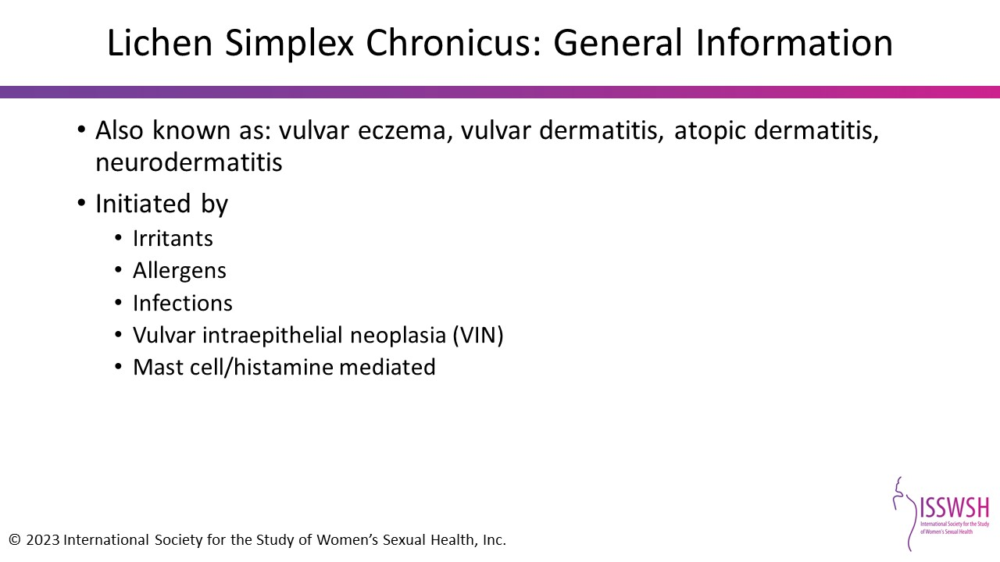 Lichen Simplex Chronicus: General Information
• Also known as: vulvar eczema, vulvar dermatitis, atopic dermatitis,
neurodermatitis
• Initiated by
• Irritants
• Allergens
• Infections
• Vulvar intraepithelial neoplasia (VIN)
• Mast cell/histamine mediated
ISSWSH
International Society for the Study
of Women's Sexual Health
© 2023 International Society for the Study of Women’s Sexual Health, Inc.